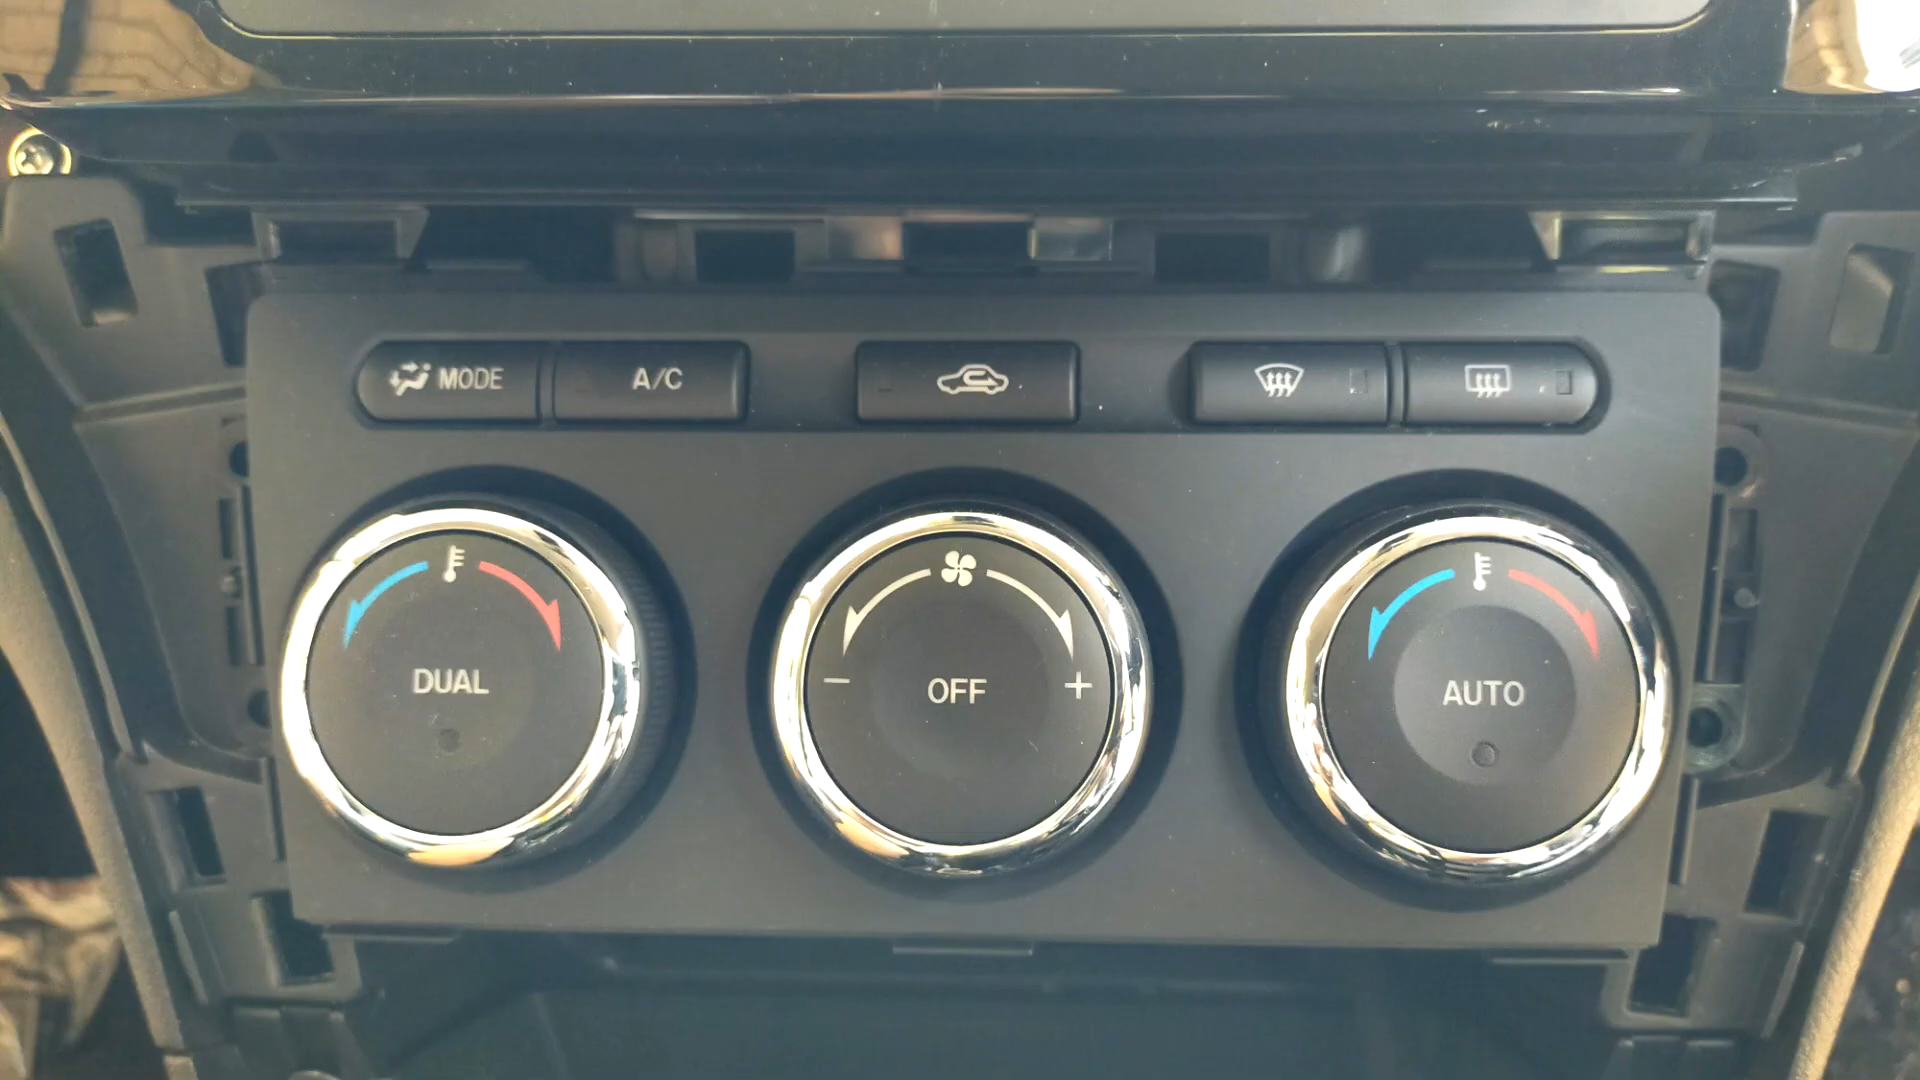 MODE
A/C
DUAL
- OFF +
AUTO